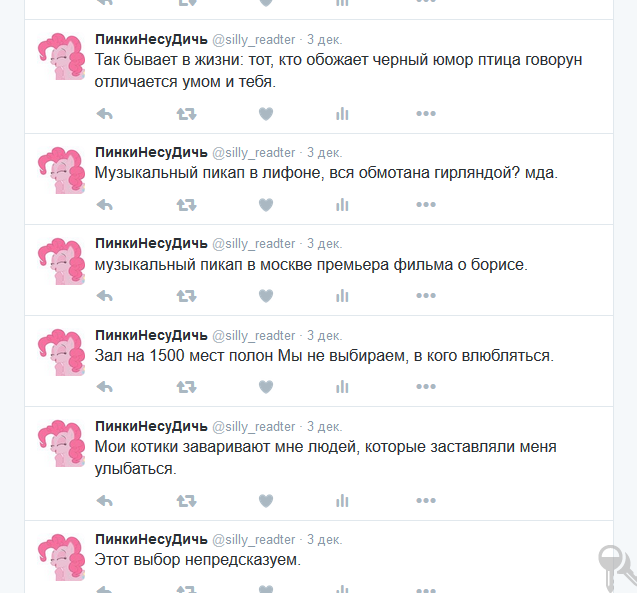 ПинкиНесуДичь @silly_readter · 3 дек.
Так бывает в жизни: тот, кто обожает черный юмор птица говорун
отличается умом и тебя.
ПинкиНесуДичь @silly_readter · 3 дек.
Музыкальный пикап в лифоне, вся обмотана гирляндой? мда.
ПинкиНесуДичь @silly_readter · 3 дек.
музыкальный пикап в москве премьера фильма о борисе.
ПинкиНесуДичь @silly_readter · 3 дек.
Зал на 1500 мест полон Мы не выбираем, в кого влюбляться.
ПинкиНесуДичь @silly_readter · 3 дек.
Мои котики заваривают мне людей, которые заставляли меня
улыбаться.
ПинкиНесуДичь @silly_readter · 3 дек.
Этот выбор непредсказуем.